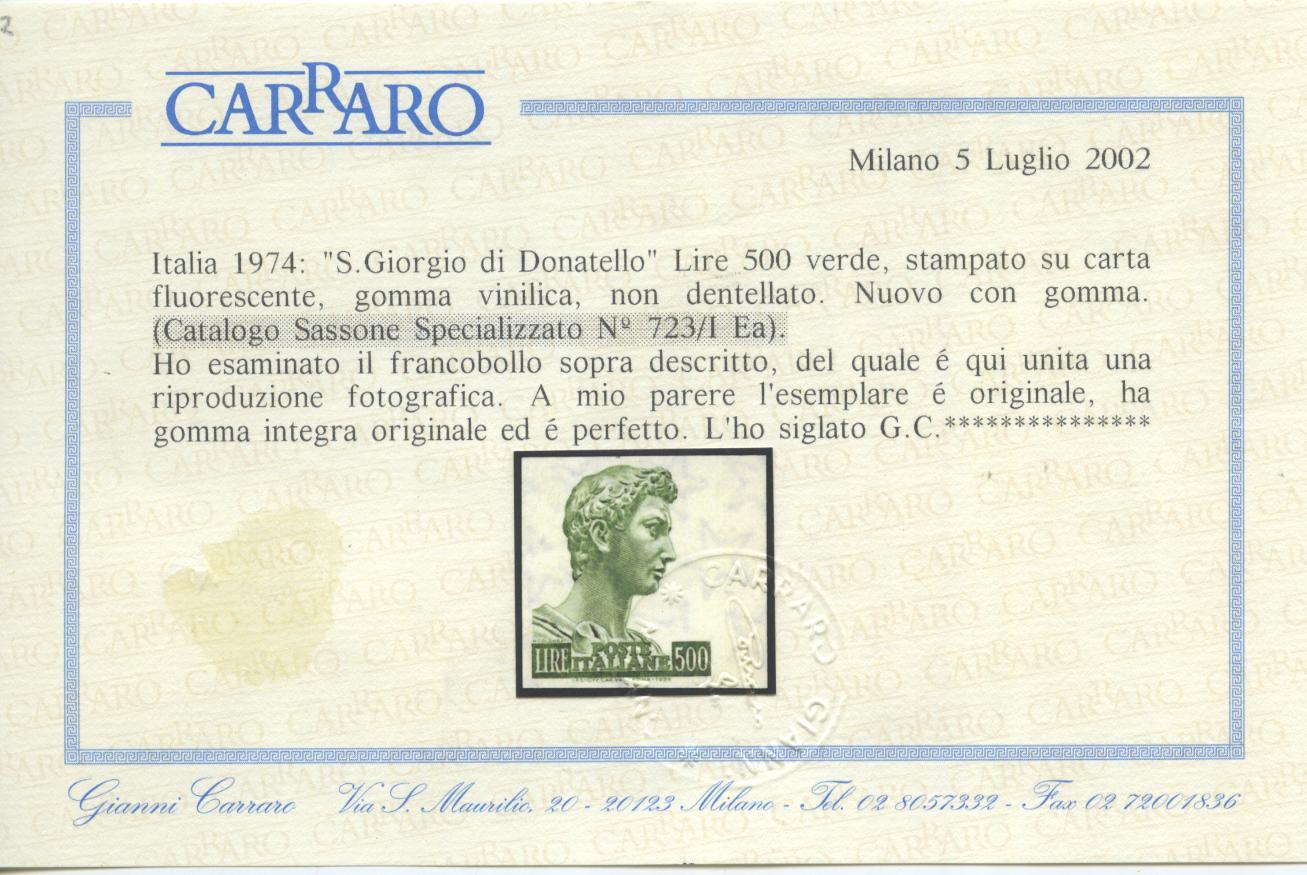 2
CARRARO
Milano 5 Luglio 2002
Italia 1974: "S.Giorgio di Donatello" Lire 500 verde, stampato su carta
fluorescente, gomma vinilica, non dentellato. Nuovo con gomma.
(Catalogo Sassone Specializzato Nº 723/I Ea).
Ho esaminato il francobollo sopra descritto, del quale é qui unita una
riproduzione fotografica. A mio parere l'esemplare é originale, ha
gomma integra originale ed é perfetto. L'ho siglato G.C.***************
LIRE POSTE ITALIANE 500
CARRARO GIANNI
Gianni Carraro Via S. Maurilio, 20 - 20123 Milano - Tel. 02 8057332 - Fax 02 72001836